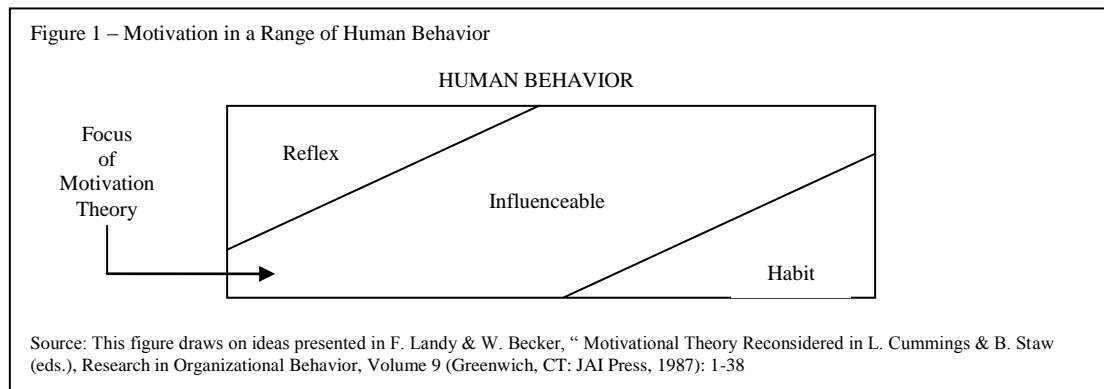 Figure 1 – Motivation in a Range of Human Behavior
HUMAN BEHAVIOR
Focus
of
Motivation
Theory
Reflex
Influenceable
Habit
Source: This figure draws on ideas presented in F. Landy & W. Becker, “ Motivational Theory Reconsidered in L. Cummings & B. Staw
(eds.), Research in Organizational Behavior, Volume 9 (Greenwich, CT: JAI Press, 1987): 1-38